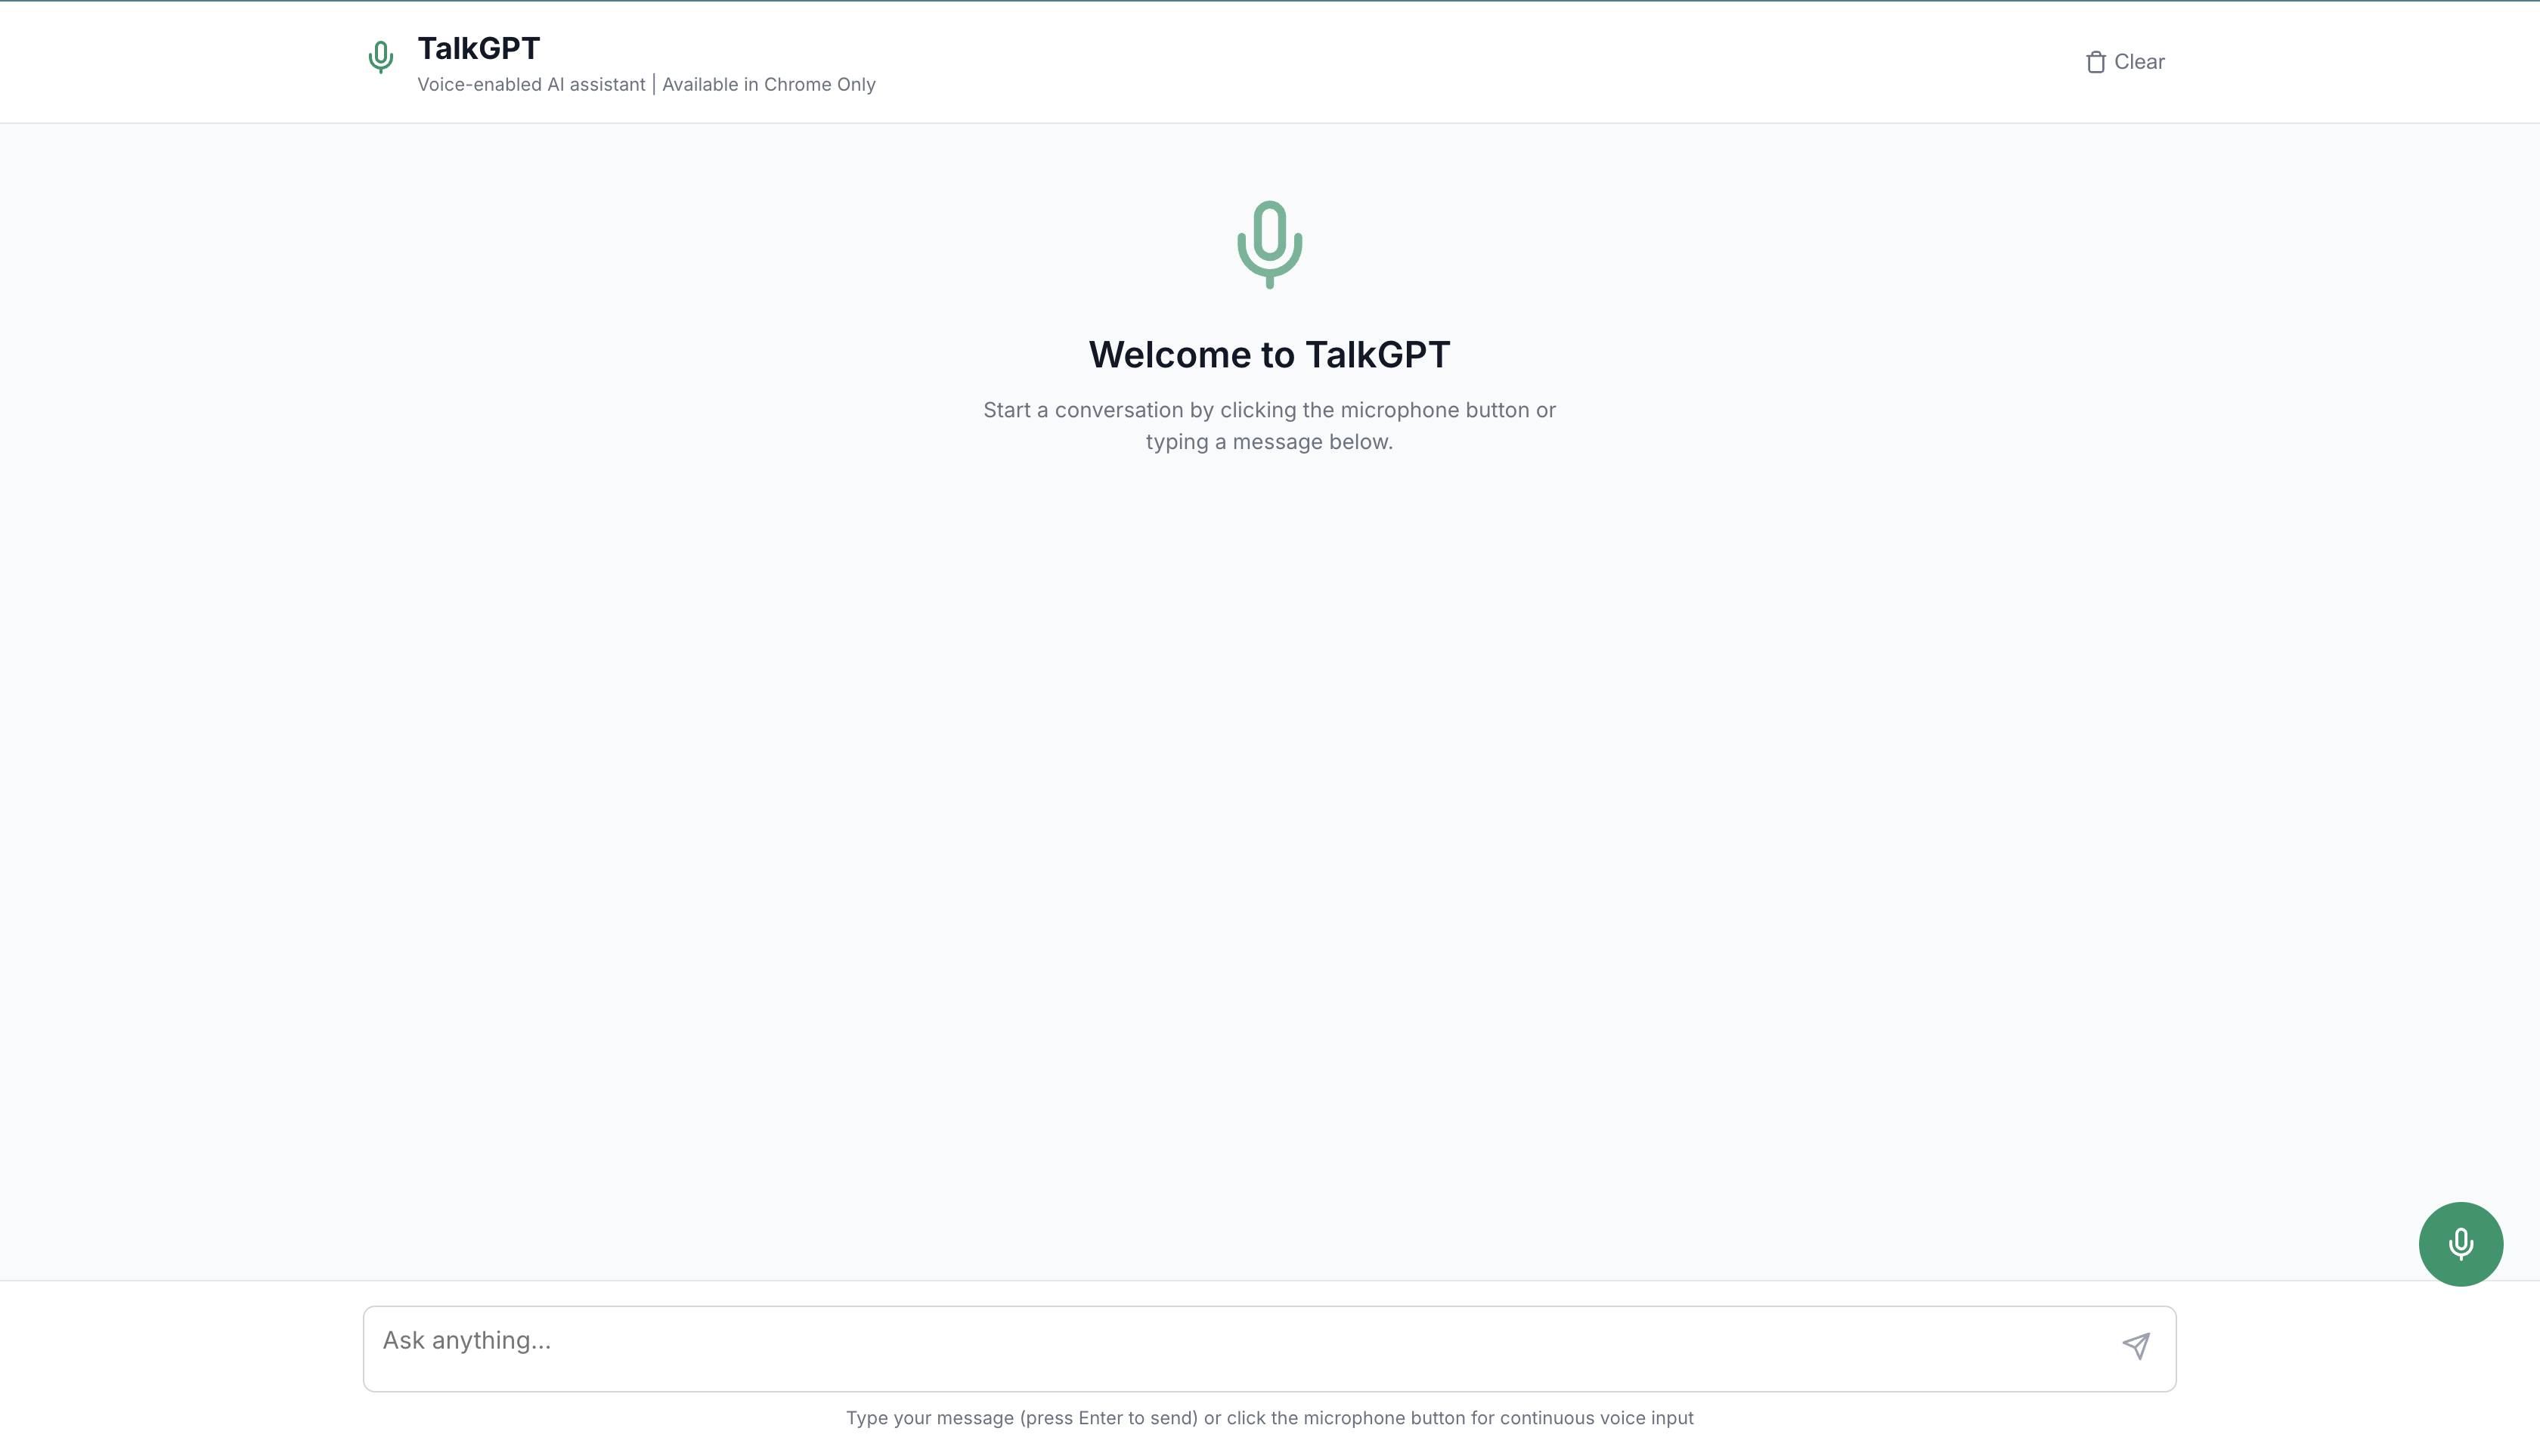 TalkGPT
Voice-enabled AI assistant | Available in Chrome Only
Clear
Welcome to TalkGPT
Start a conversation by clicking the microphone button or
typing a message below.
Ask anything...
Type your message (press Enter to send) or click the microphone button for continuous voice input